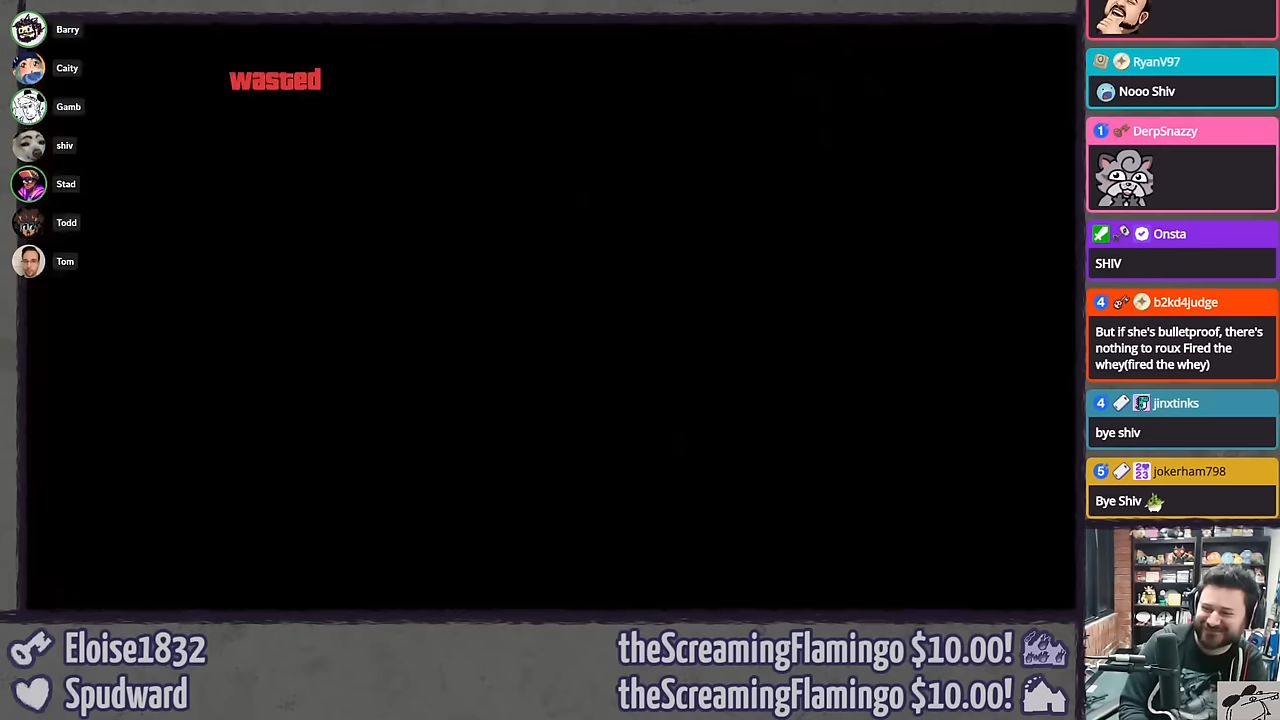 Barry
Caity
Gamb
shiv
Stad
Todd
Tom
wasted
RyanV97
Nooo Shiv
1 DerpSnazzy
Onsta
SHIV
4 b2kd4judge
But if she's bulletproof, there's
nothing to roux Fired the
whey(fired the whey)
4 jinxtinks
bye shiv
5 2 23 jokerham798
Bye Shiv
Eloise1832
theScreamingFlamingo $10.00!
Spudward
theScreamingFlamingo $10.00!